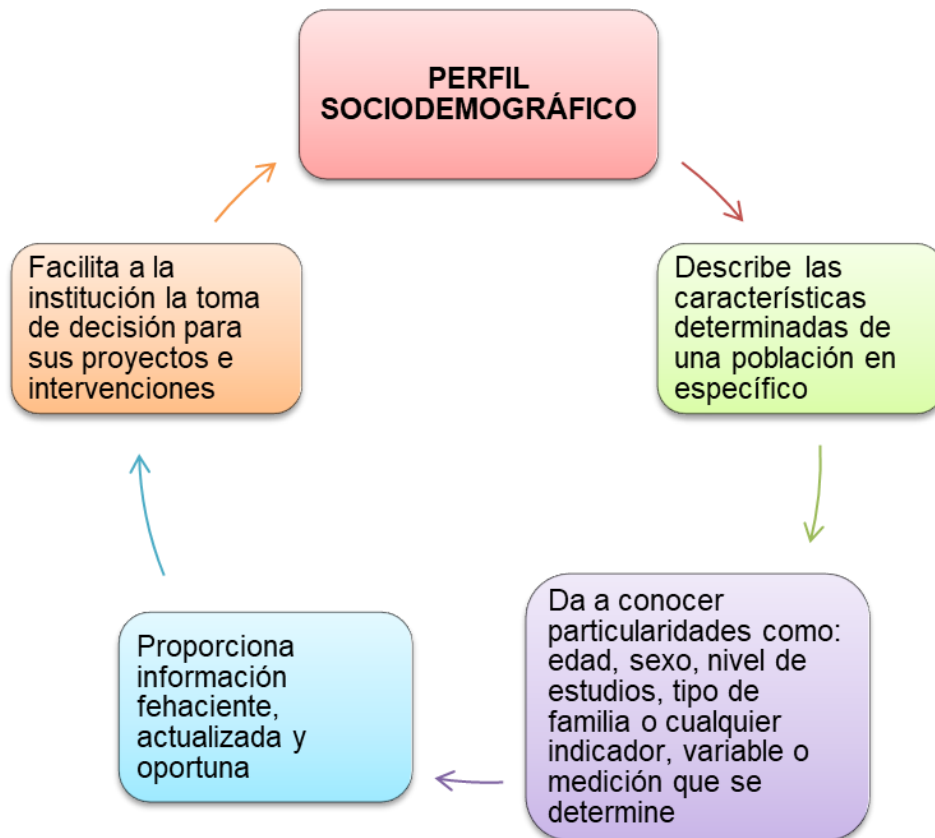 PERFIL
SOCIODEMOGRÁFICO
Describe las
características
determinadas de
una población en
específico
Da a conocer
particularidades como:
edad, sexo, nivel de
estudios, tipo de
familia o cualquier
indicador, variable o
medición que se
determine
Proporciona
información
fehaciente,
actualizada y
oportuna
Facilita a la
institución la toma
de decisión para
sus proyectos e
intervenciones